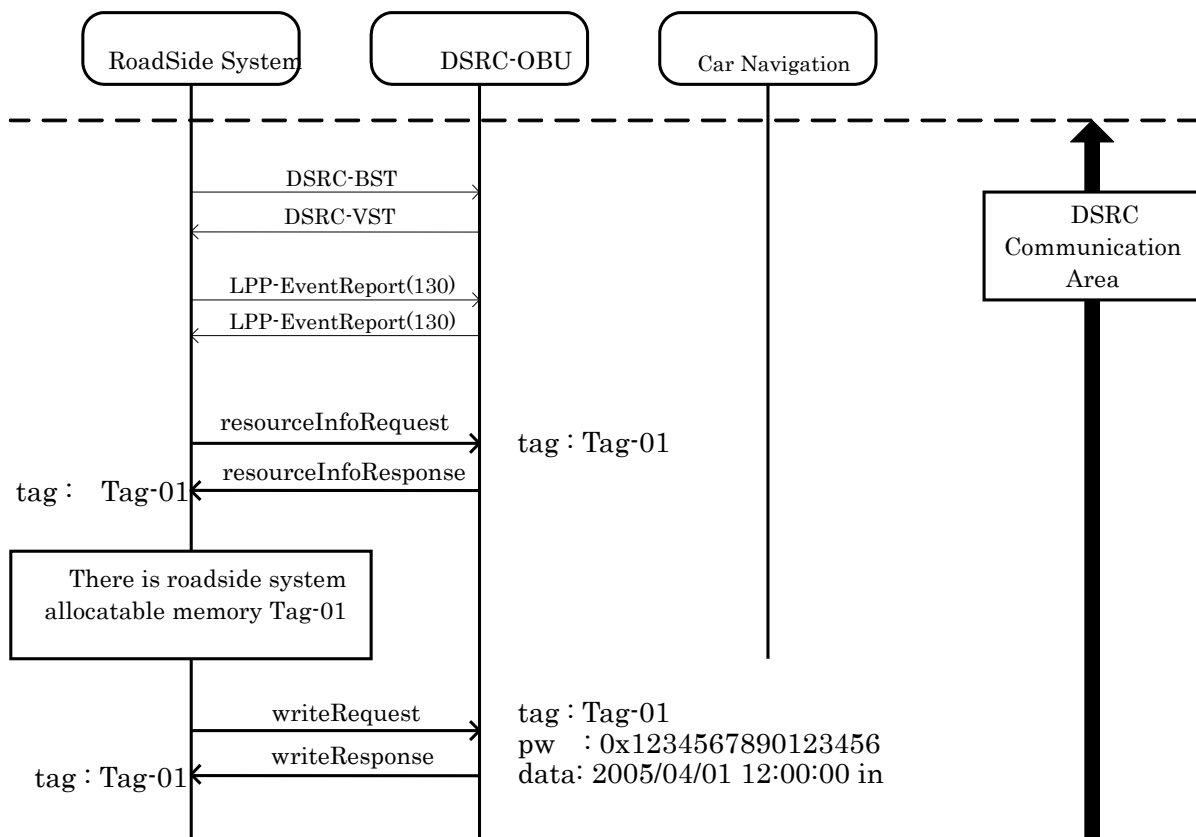 RoadSide System
DSRC-OBU
Car Navigation
DSRC-BST
DSRC-VST
DSRC
Communication
Area
LPP-EventReport(130)
LPP-EventReport(130)
resourceInfoRequest
tag : Tag-01
resourceInfoResponse
tag : Tag-01
There is roadside system
allocatable memory Tag-01
writeRequest
tag : Tag-01
pw : 0x1234567890123456
data: 2005/04/01 12:00:00 in
writeResponse
tag : Tag-01